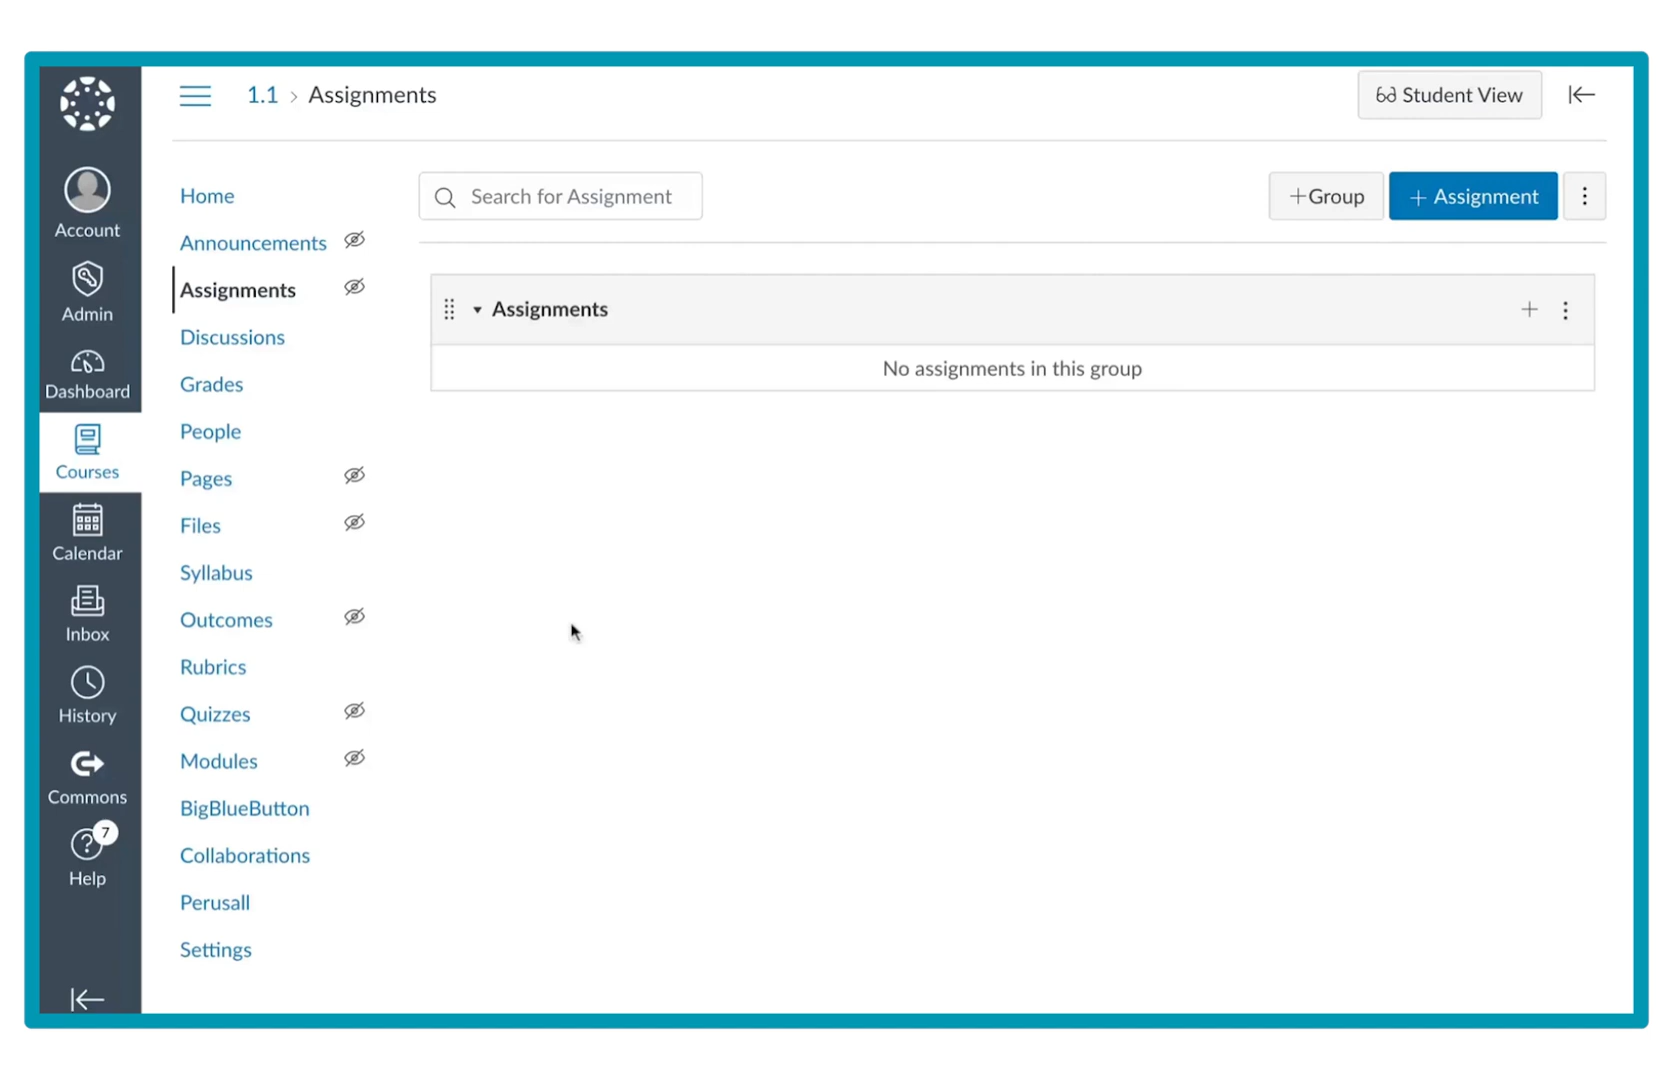 1.1 › Assignments
Student View
Account
Admin
Dashboard
Courses
Calendar
Inbox
History
Commons
7
Help
Home
Announcements
Assignments
Discussions
Grades
People
Pages
Files
Syllabus
Outcomes
Rubrics
Quizzes
Modules
BigBlueButton
Collaborations
Perusall
Settings
Search for Assignment
+Group
+ Assignment
Assignments
No assignments in this group